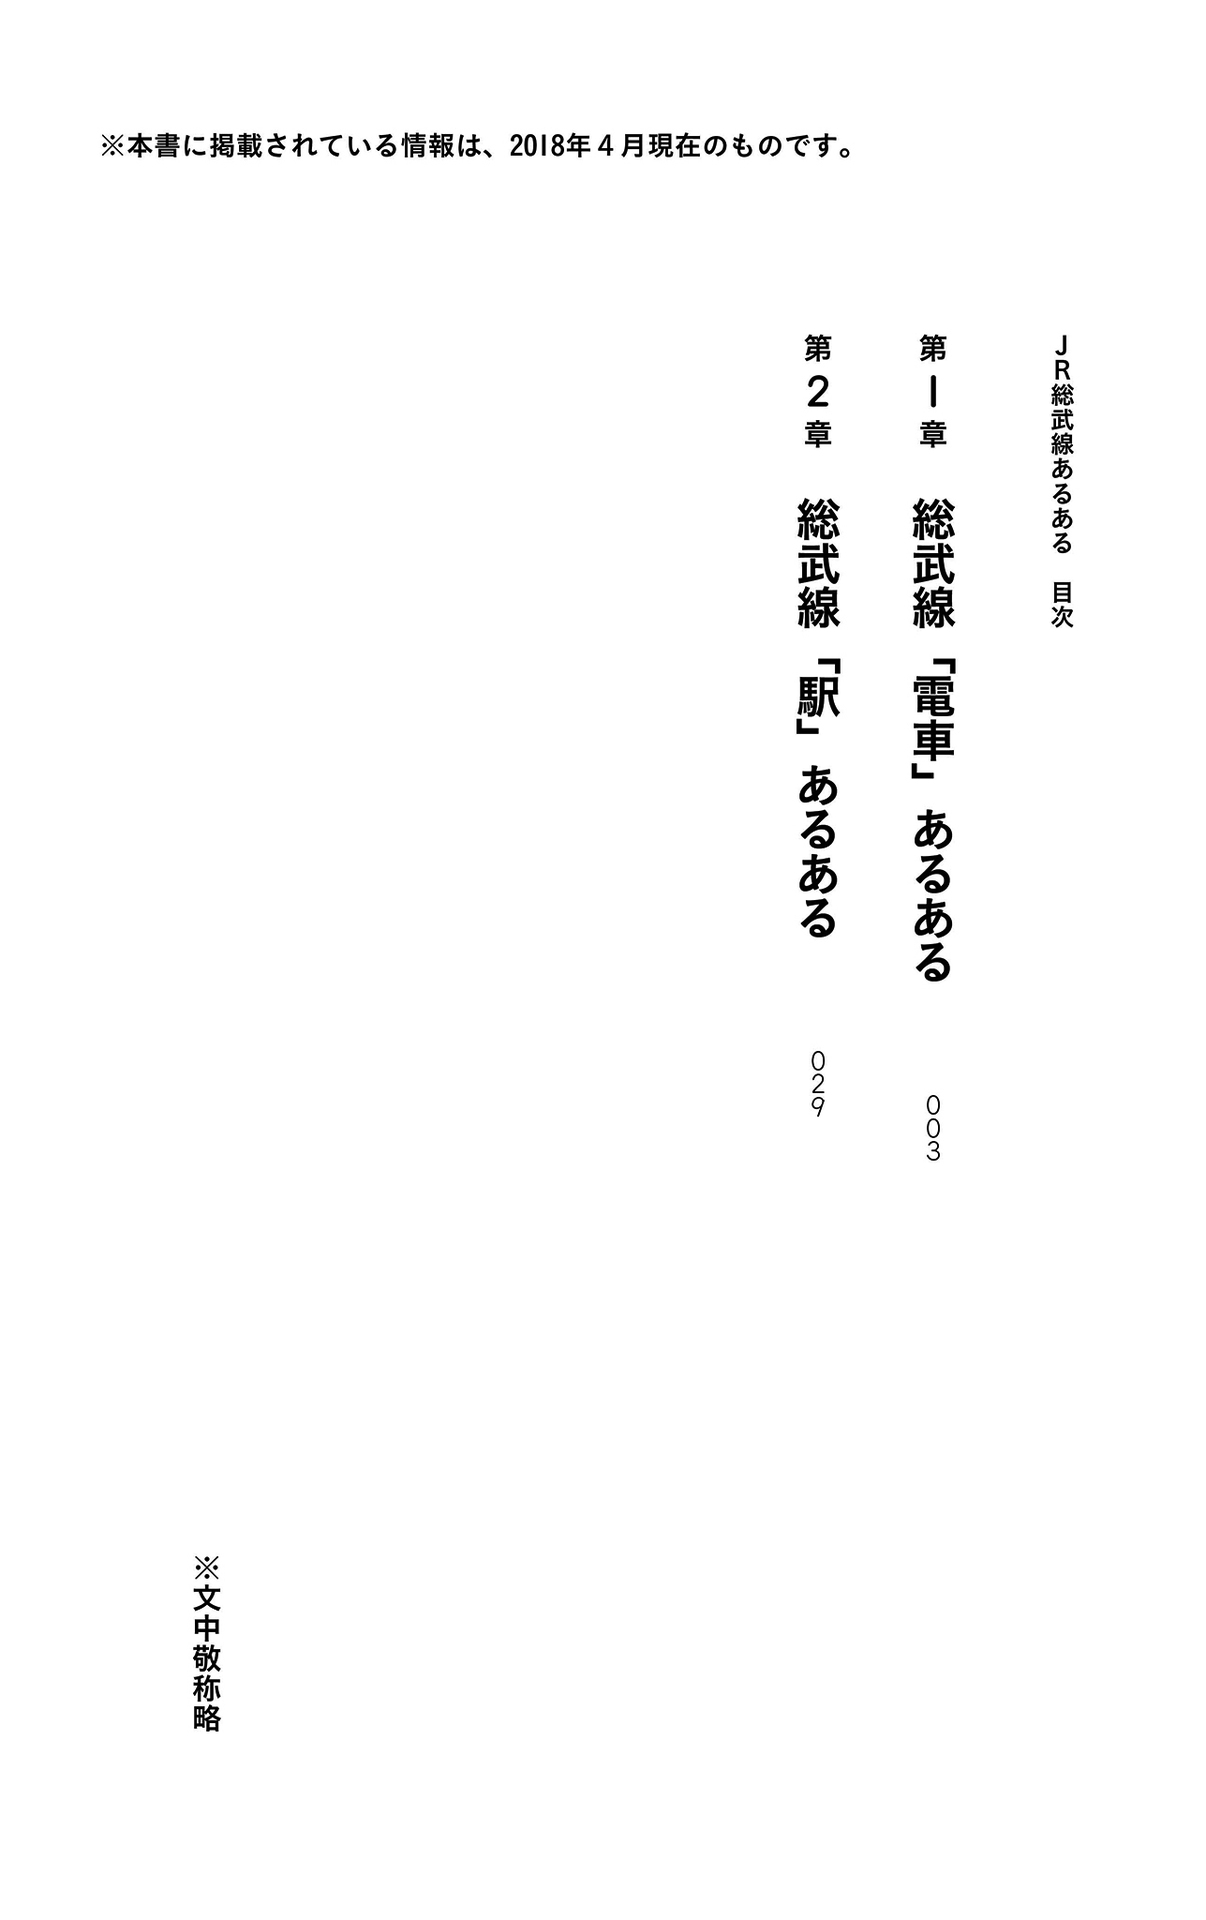 ※本書に掲載されている情報は、2018年4月現在のものです。
JR総武線あるある　目次
第1章　総武線「電車」あるある　003
第2章　総武線「駅」あるある　029
※文中敬称略